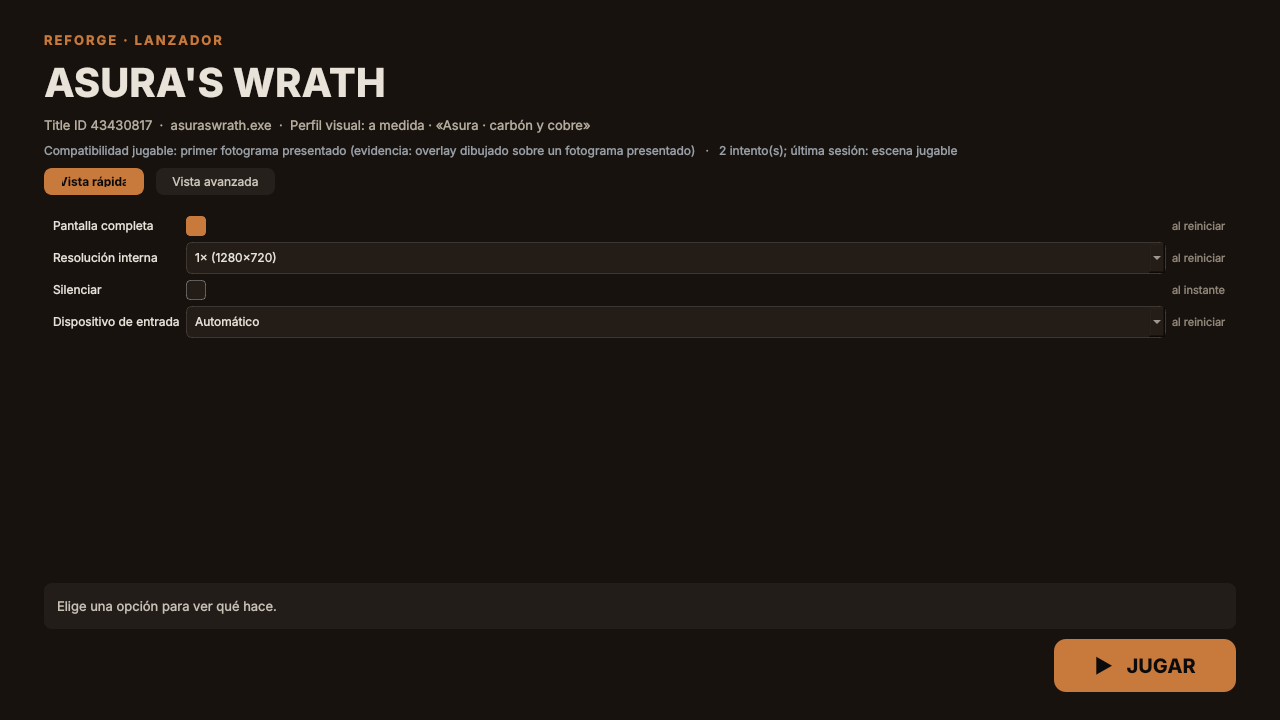 REFORGE · LANZADOR
ASURA'S WRATH
Title ID 43430817 · asuraswrath.exe · Perfil visual: a medida · «Asura · carbón y cobre»
Compatibilidad jugable: primer fotograma presentado (evidencia: overlay dibujado sobre un fotograma presentado) · 2 intento(s); última sesión: escena jugable
Vista rápida Vista avanzada
Pantalla completa al reiniciar
Resolución interna 1× (1280×720) al reiniciar
Silenciar al instante
Dispositivo de entrada Automático al reiniciar
Elige una opción para ver qué hace.
▶ JUGAR